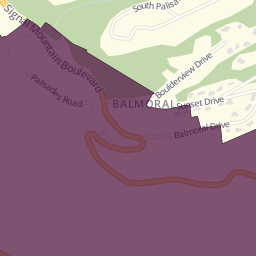 South Palisa
Signal Mountain Boulevard
Boulderview Drive
Palisades Road
BALMORAL
Sunset Drive
Balmoral Drive